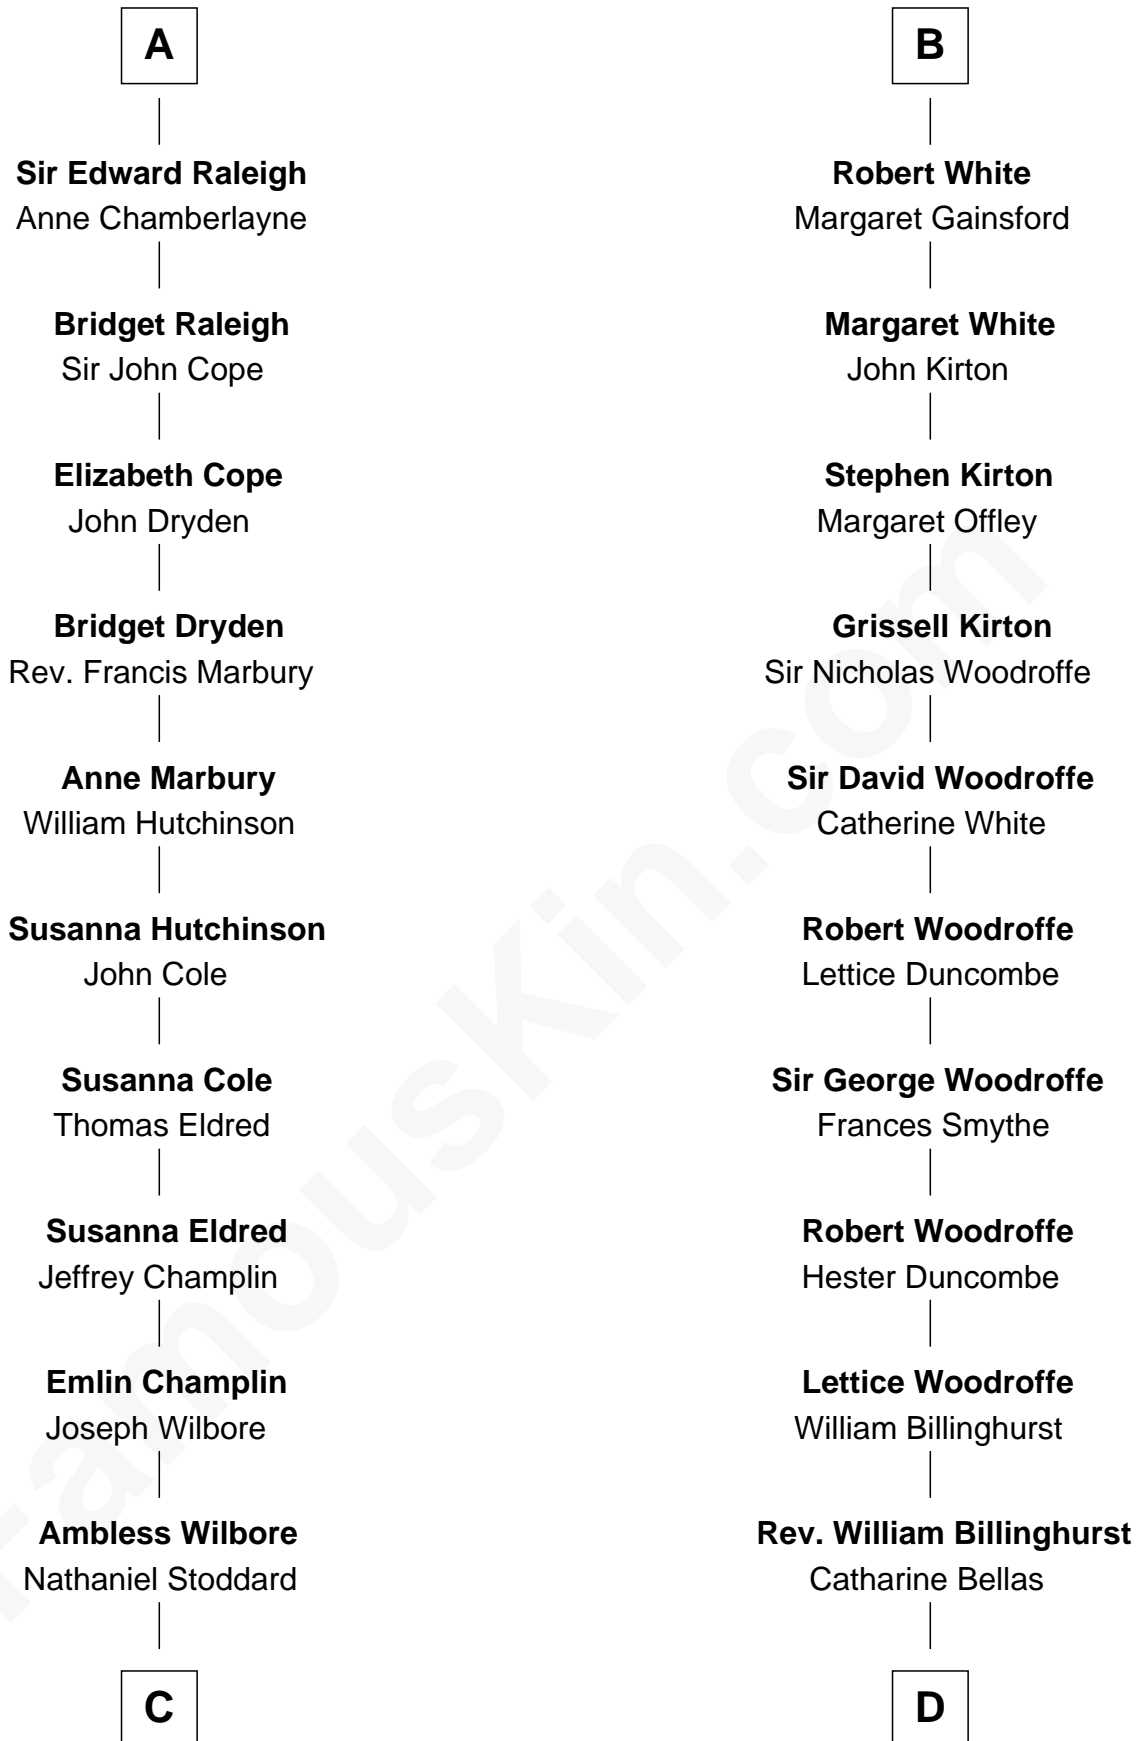 A
Sir Edward Raleigh
Anne Chamberlayne
Bridget Raleigh
Sir John Cope
Elizabeth Cope
John Dryden
Bridget Dryden
Rev. Francis Marbury
Anne Marbury
William Hutchinson
Susanna Hutchinson
John Cole
Susanna Cole
Thomas Eldred
Susanna Eldred
Jeffrey Champlin
Emlin Champlin
Joseph Wilbore
Ambless Wilbore
Nathaniel Stoddard
C
B
Robert White
Margaret Gainsford
Margaret White
John Kirton
Stephen Kirton
Margaret Offley
Grissell Kirton
Sir Nicholas Woodroffe
Sir David Woodroffe
Catherine White
Robert Woodroffe
Lettice Duncombe
Sir George Woodroffe
Frances Smythe
Robert Woodroffe
Hester Duncombe
Lettice Woodroffe
William Billinghurst
Rev. William Billinghurst
Catharine Bellas
D
FamousKin.com